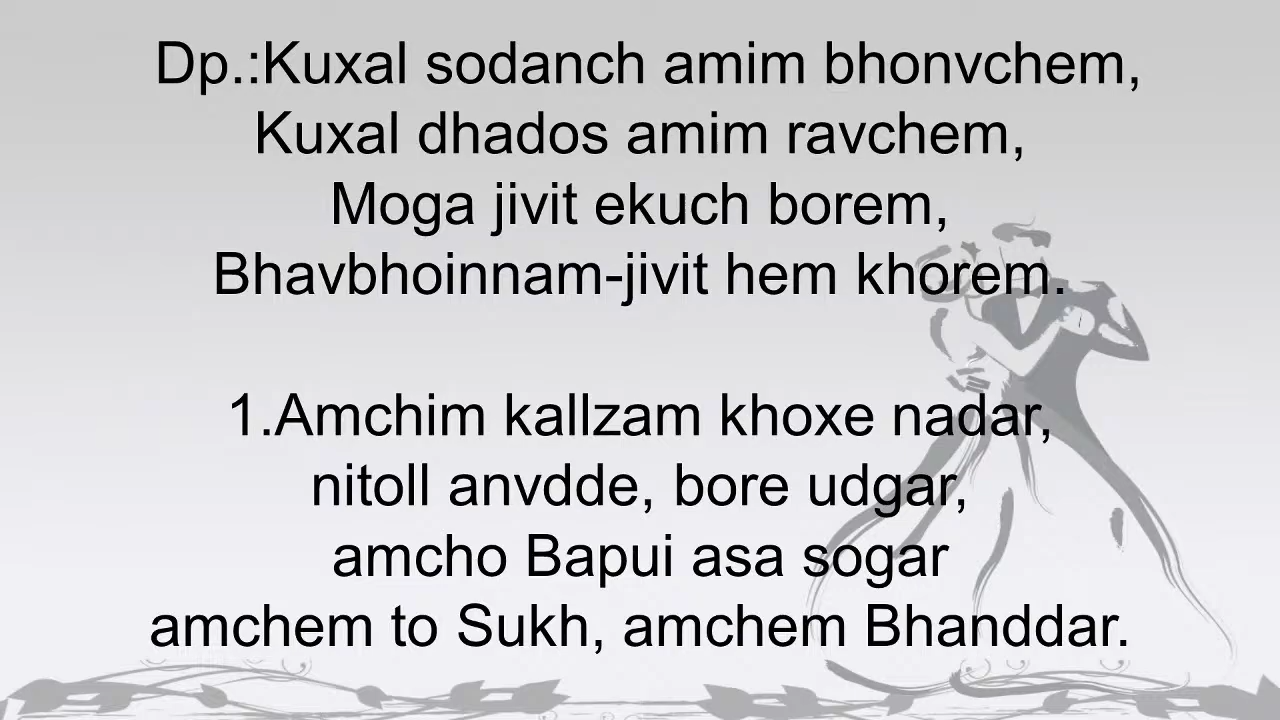 Dp.:Kuxal sodanch amim bhonvchem,
Kuxal dhados amim ravchem,
Moga jivit ekuch borem,
Bhavbhoinnam-jivit hem khorem.
1.Amchim kallzam khoxe nadar,
nitoll anvdde, bore udgar,
amcho Bapui asa sogar
amchem to Sukh, amchem Bhanddar.